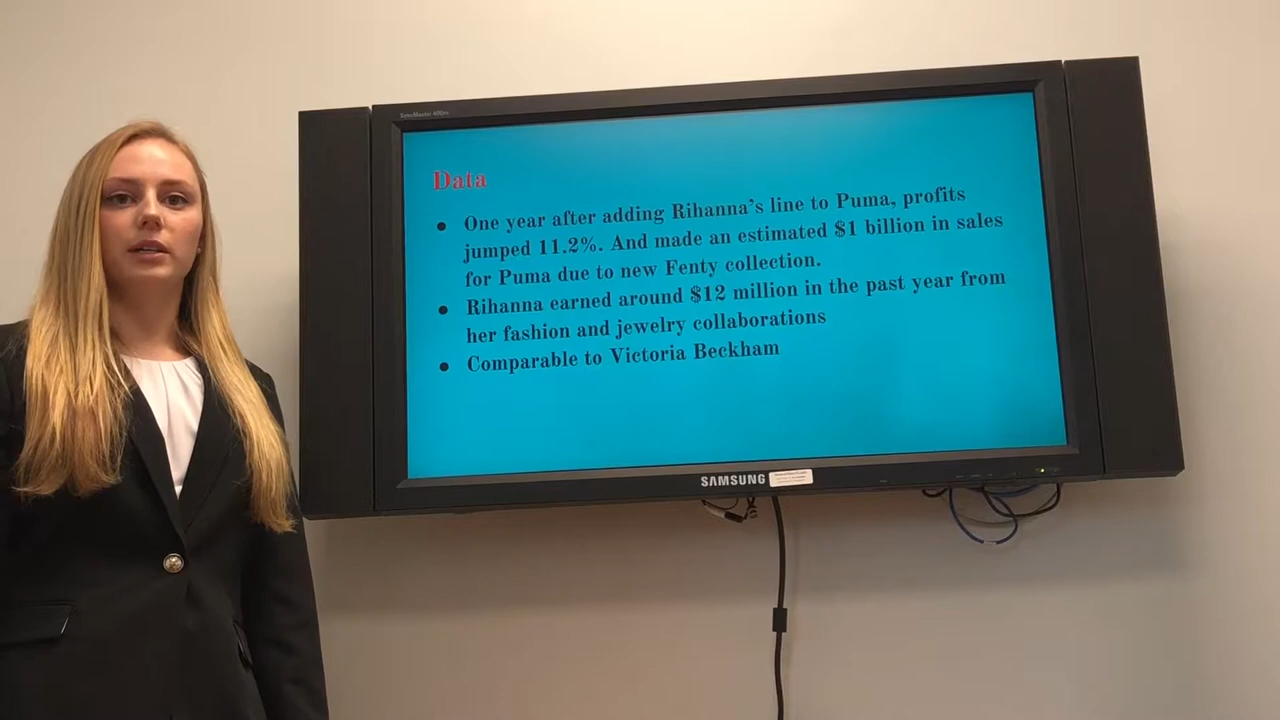 SyncMaster 400px
Data
● One year after adding Rihanna's line to Puma, profits
jumped 11.2%. And made an estimated $1 billion in sales
for Puma due to new Fenty collection.
● Rihanna earned around $12 million in the past year from
her fashion and jewelry collaborations
● Comparable to Victoria Beckham
SAMSUNG